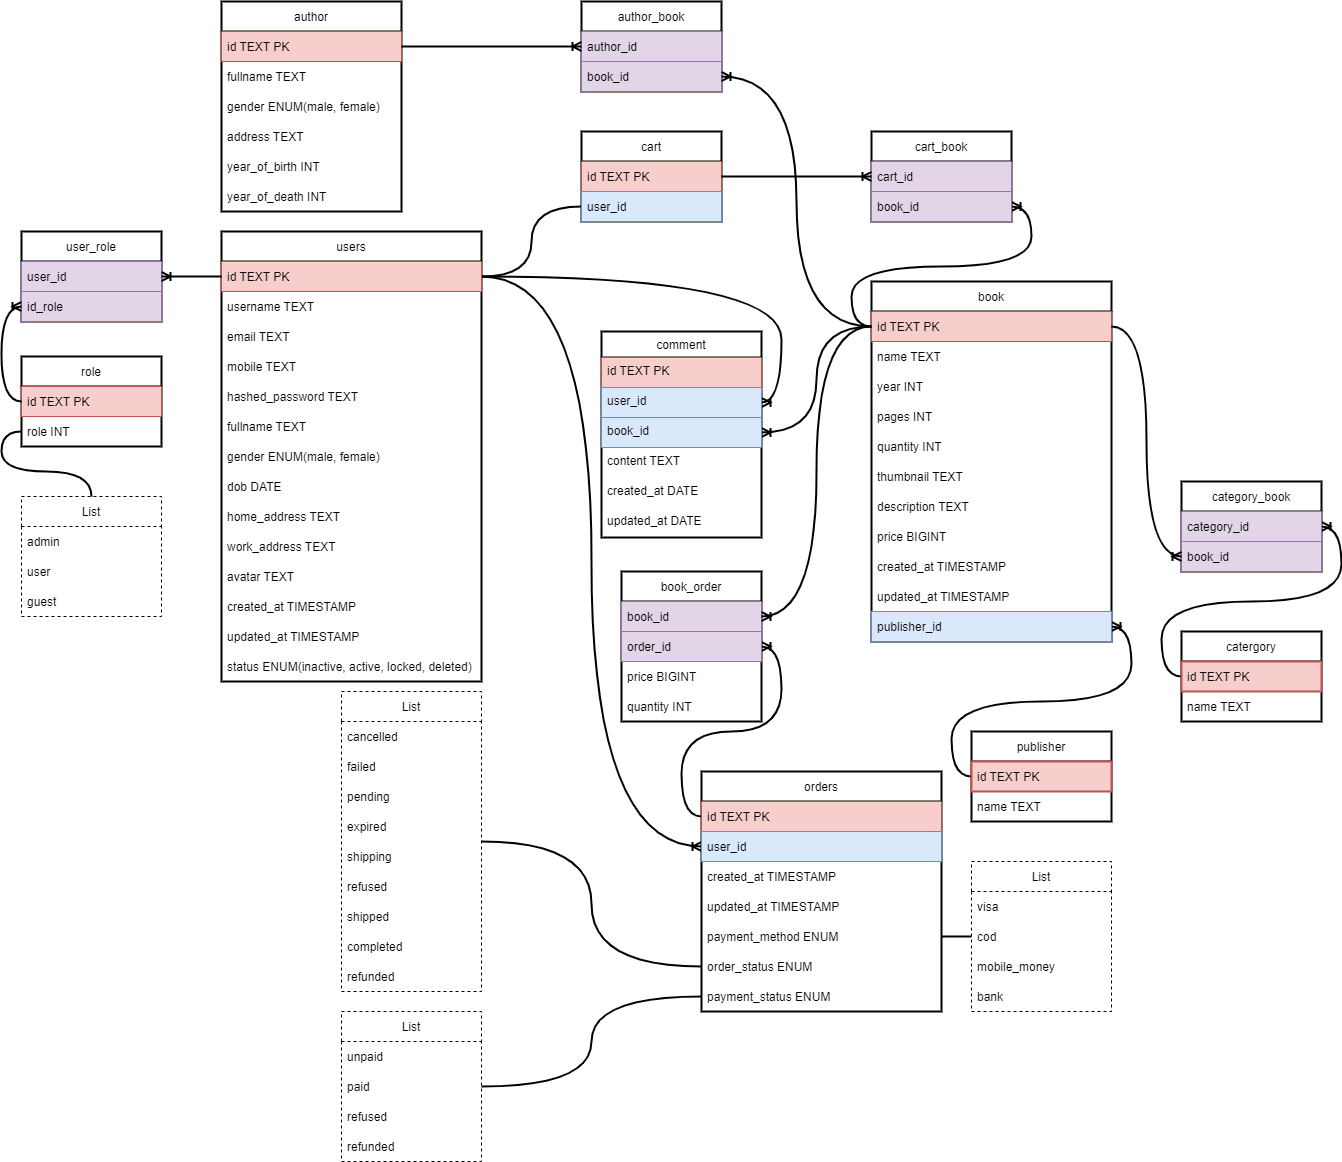 author
id TEXT PK
fullname TEXT
gender ENUM(male, female)
address TEXT
year_of_birth INT
year_of_death INT
author_book
author_id
book_id
cart
id TEXT PK
user_id
cart_book
cart_id
book_id
user_role
user_id
id_role
role
id TEXT PK
role INT
List
admin
user
guest
users
id TEXT PK
username TEXT
email TEXT
mobile TEXT
hashed_password TEXT
fullname TEXT
gender ENUM(male, female)
dob DATE
home_address TEXT
work_address TEXT
avatar TEXT
created_at TIMESTAMP
updated_at TIMESTAMP
status ENUM(inactive, active, locked, deleted)
comment
id TEXT PK
user_id
book_id
content TEXT
created_at DATE
updated_at DATE
book
id TEXT PK
name TEXT
year INT
pages INT
quantity INT
thumbnail TEXT
description TEXT
price BIGINT
created_at TIMESTAMP
updated_at TIMESTAMP
publisher_id
category_book
category_id
book_id
book_order
book_id
order_id
price BIGINT
quantity INT
catergory
id TEXT PK
name TEXT
publisher
id TEXT PK
name TEXT
List
cancelled
failed
pending
expired
shipping
refused
shipped
completed
refunded
orders
id TEXT PK
user_id
created_at TIMESTAMP
updated_at TIMESTAMP
payment_method ENUM
order_status ENUM
payment_status ENUM
List
visa
cod
mobile_money
bank
List
unpaid
paid
refused
refunded